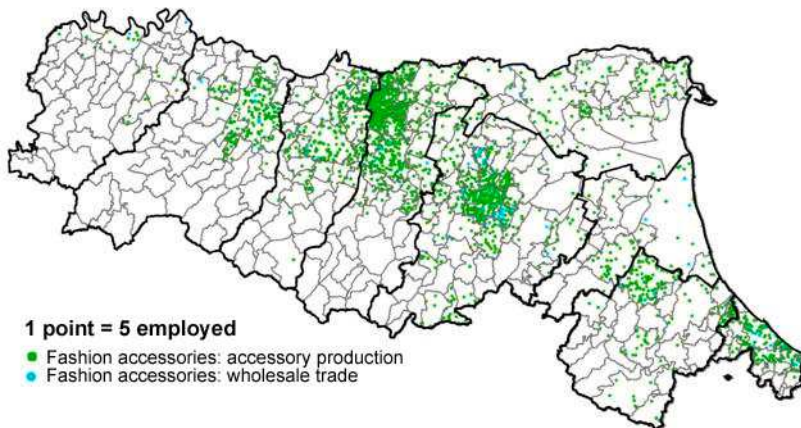 1 point = 5 employed
Fashion accessories: accessory production
Fashion accessories: wholesale trade